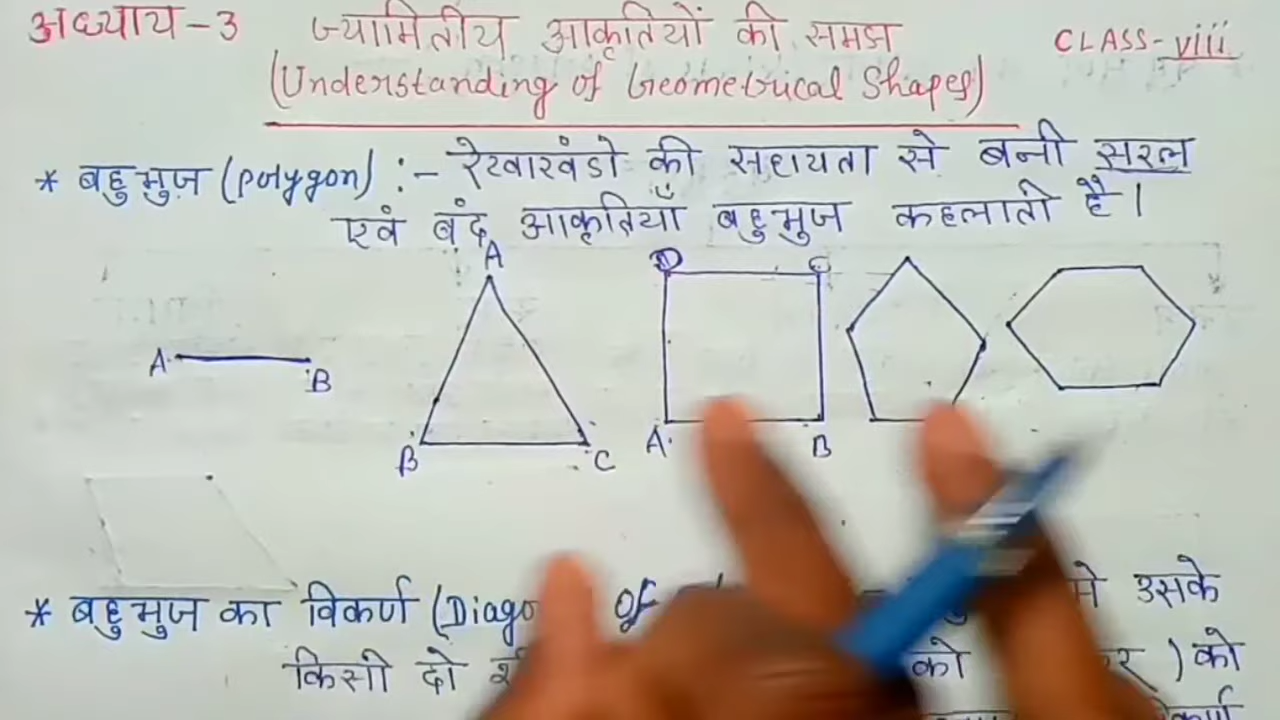 अध्याय-3 ज्यामितीय आकृतियों की समझ CLASS-viii
(Understanding of Geometrical Shapes)
* बहुभुज (polygon) :- रेखाखंडो की सहायता से बनी सरल
एवं बंद आकृतियाँ बहुभुज कहलाती है।
A
D C
A B
B C
A B
* बहुभुज का विकर्ण (Diago of मे उसके
किसी दो को ) को